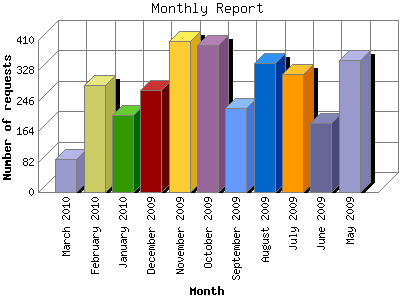 Monthly Report
Number of requests
410
328
246
164
82
0
March 2010
February 2010
January 2010
December 2009
November 2009
October 2009
September 2009
August 2009
July 2009
June 2009
May 2009
Month